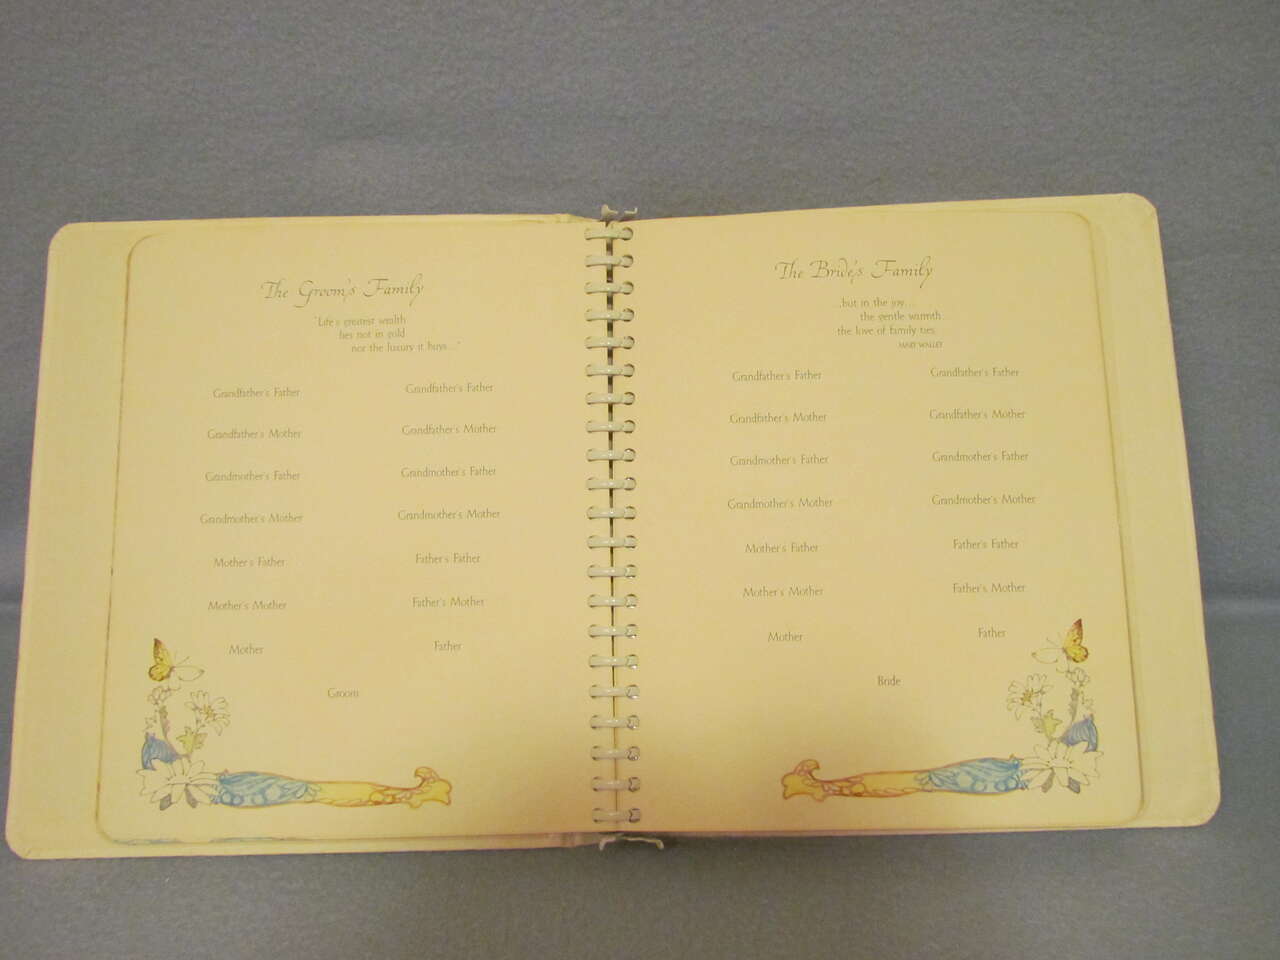 The Groom's Family
"Life's greatest wealth
lies not in gold
nor the luxury it buys..."
Grandfather's Father
Grandfather's Father
Grandfather's Mother
Grandfather's Mother
Grandmother's Father
Grandmother's Father
Grandmother's Mother
Grandmother's Mother
Mother's Father
Father's Father
Mother's Mother
Father's Mother
Mother
Father
Groom
The Bride's Family
...but in the joy...
the gentle warmth...
the love of family ties.
MARY WALLEY
Grandfather's Father
Grandfather's Father
Grandfather's Mother
Grandfather's Mother
Grandmother's Father
Grandmother's Father
Grandmother's Mother
Grandmother's Mother
Mother's Father
Father's Father
Mother's Mother
Father's Mother
Mother
Father
Bride